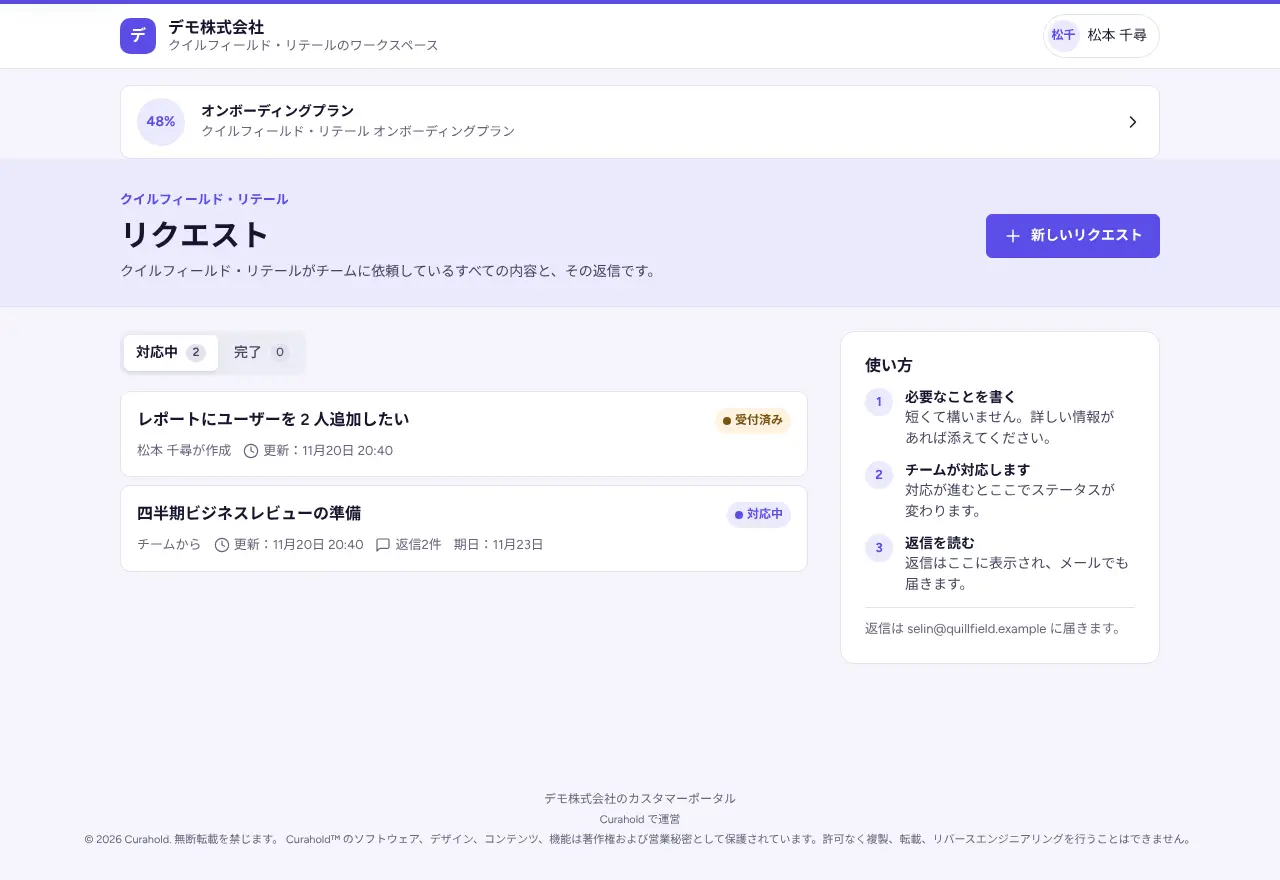 デ
デモ株式会社
クイルフィールド・リテールのワークスペース
松千 松本 千尋
48%
オンボーディングプラン
クイルフィールド・リテール オンボーディングプラン
クイルフィールド・リテール
リクエスト
クイルフィールド・リテールがチームに依頼しているすべての内容と、その返信です。
新しいリクエスト
対応中 2 完了 0
レポートにユーザーを 2 人追加したい
受付済み
松本 千尋が作成 更新：11月20日 20:40
四半期ビジネスレビューの準備
対応中
チームから 更新：11月20日 20:40 返信2件 期日：11月23日
使い方
1 必要なことを書く
短くて構いません。詳しい情報が
あれば添えてください。
2 チームが対応します
対応が進むとここでステータスが
変わります。
3 返信を読む
返信はここに表示され、メールでも
届きます。
返信は selin@quillfield.example に届きます。
デモ株式会社のカスタマーポータル
Curahold で運営
© 2026 Curahold. 無断転載を禁じます。 Curahold™ のソフトウェア、デザイン、コンテンツ、機能は著作権および営業秘密として保護されています。許可なく複製、転載、リバースエンジニアリングを行うことはできません。